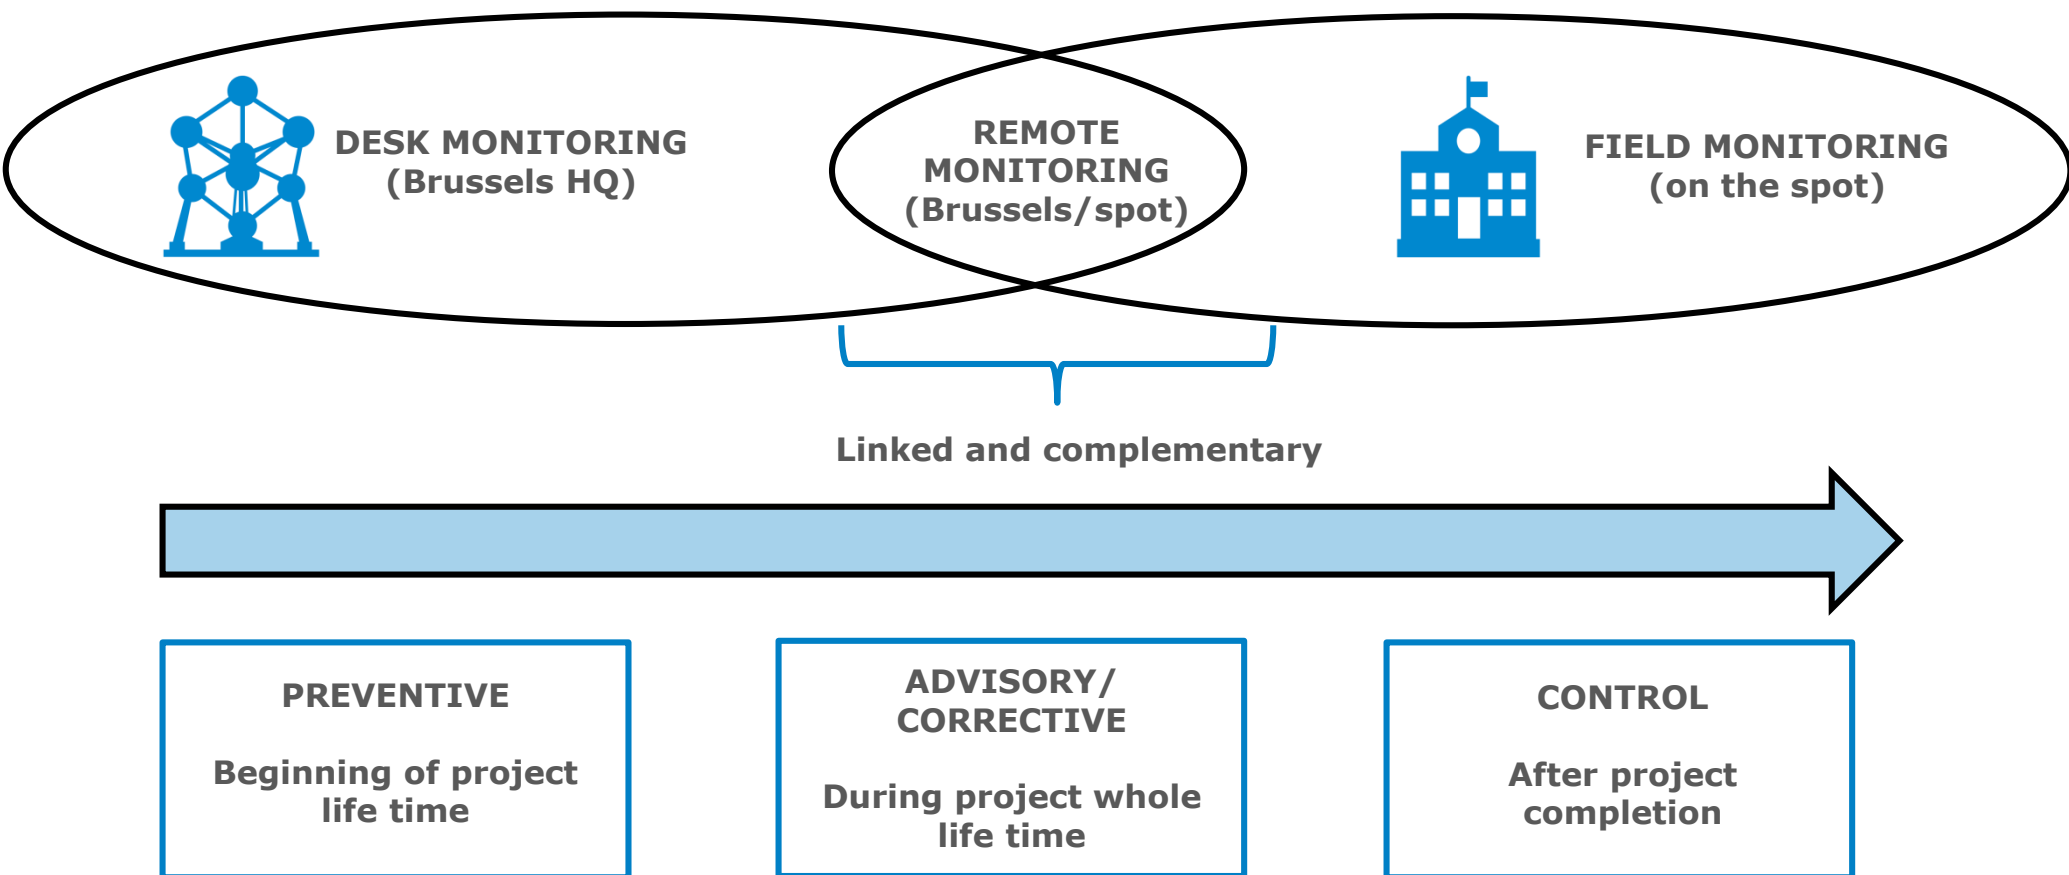 DESK MONITORING
(Brussels HQ)
REMOTE
MONITORING
(Brussels/spot)
FIELD MONITORING
(on the spot)
Linked and complementary
PREVENTIVE
Beginning of project
life time
ADVISORY/
CORRECTIVE
During project whole
life time
CONTROL
After project
completion